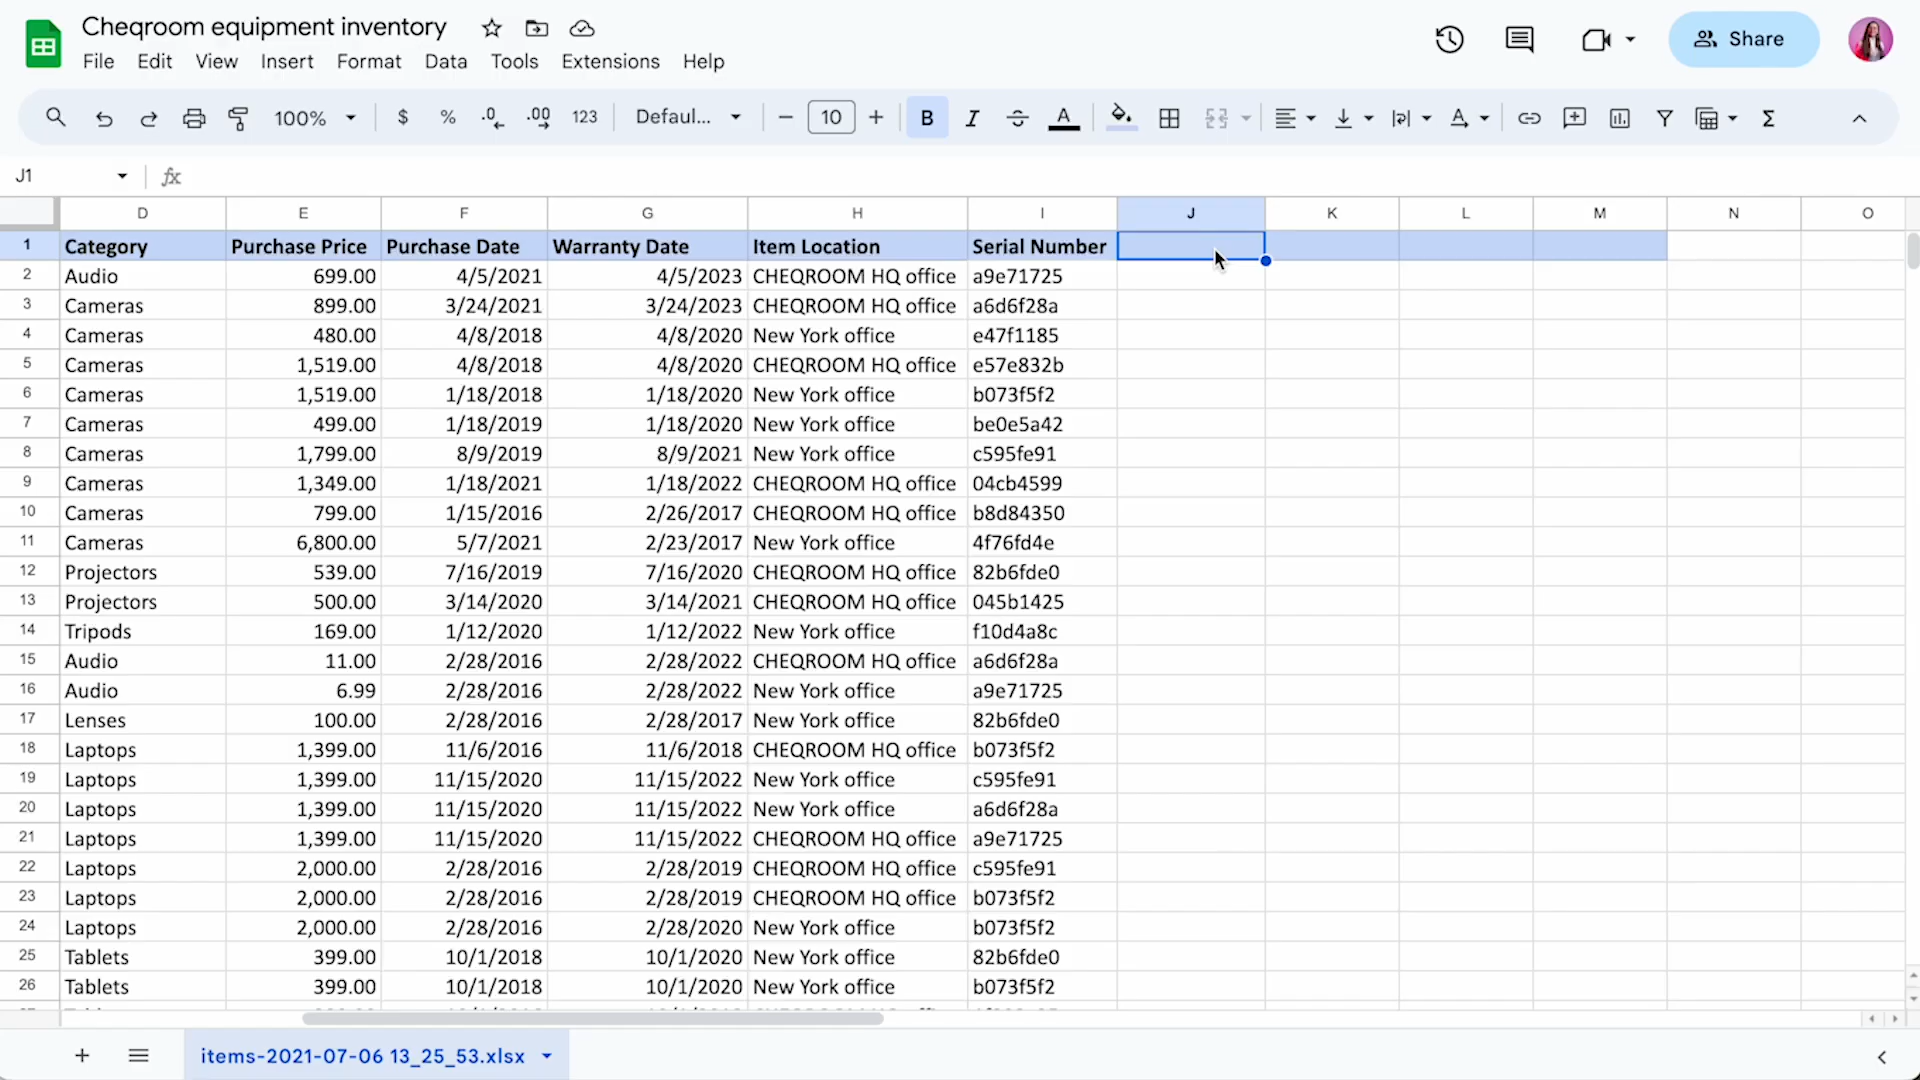 Cheqroom equipment inventory
File Edit View Insert Format Data Tools Extensions Help
Share
100% $ % .0 .00 123 Defaul... 10 B I A
J1 fx
D E F G H I J K L M N O
1 Category Purchase Price Purchase Date Warranty Date Item Location Serial Number
2 Audio 699.00 4/5/2021 4/5/2023 CHEQROOM HQ office a9e71725
3 Cameras 899.00 3/24/2021 3/24/2023 CHEQROOM HQ office a6d6f28a
4 Cameras 480.00 4/8/2018 4/8/2020 New York office e47f1185
5 Cameras 1,519.00 4/8/2018 4/8/2020 CHEQROOM HQ office e57e832b
6 Cameras 1,519.00 1/18/2018 1/18/2020 New York office b073f5f2
7 Cameras 499.00 1/18/2019 1/18/2020 New York office be0e5a42
8 Cameras 1,799.00 8/9/2019 8/9/2021 New York office c595fe91
9 Cameras 1,349.00 1/18/2021 1/18/2022 CHEQROOM HQ office 04cb4599
10 Cameras 799.00 1/15/2016 2/26/2017 CHEQROOM HQ office b8d84350
11 Cameras 6,800.00 5/7/2021 2/23/2017 New York office 4f76fd4e
12 Projectors 539.00 7/16/2019 7/16/2020 CHEQROOM HQ office 82b6fde0
13 Projectors 500.00 3/14/2020 3/14/2021 CHEQROOM HQ office 045b1425
14 Tripods 169.00 1/12/2020 1/12/2022 New York office f10d4a8c
15 Audio 11.00 2/28/2016 2/28/2022 CHEQROOM HQ office a6d6f28a
16 Audio 6.99 2/28/2016 2/28/2022 New York office a9e71725
17 Lenses 100.00 2/28/2016 2/28/2017 New York office 82b6fde0
18 Laptops 1,399.00 11/6/2016 11/6/2018 CHEQROOM HQ office b073f5f2
19 Laptops 1,399.00 11/15/2020 11/15/2022 New York office c595fe91
20 Laptops 1,399.00 11/15/2020 11/15/2022 New York office a6d6f28a
21 Laptops 1,399.00 11/15/2020 11/15/2022 CHEQROOM HQ office a9e71725
22 Laptops 2,000.00 2/28/2016 2/28/2019 CHEQROOM HQ office c595fe91
23 Laptops 2,000.00 2/28/2016 2/28/2019 CHEQROOM HQ office b073f5f2
24 Laptops 2,000.00 2/28/2016 2/28/2020 New York office b073f5f2
25 Tablets 399.00 10/1/2018 10/1/2020 New York office 82b6fde0
26 Tablets 399.00 10/1/2018 10/1/2020 New York office b073f5f2
items-2021-07-06 13_25_53.xlsx